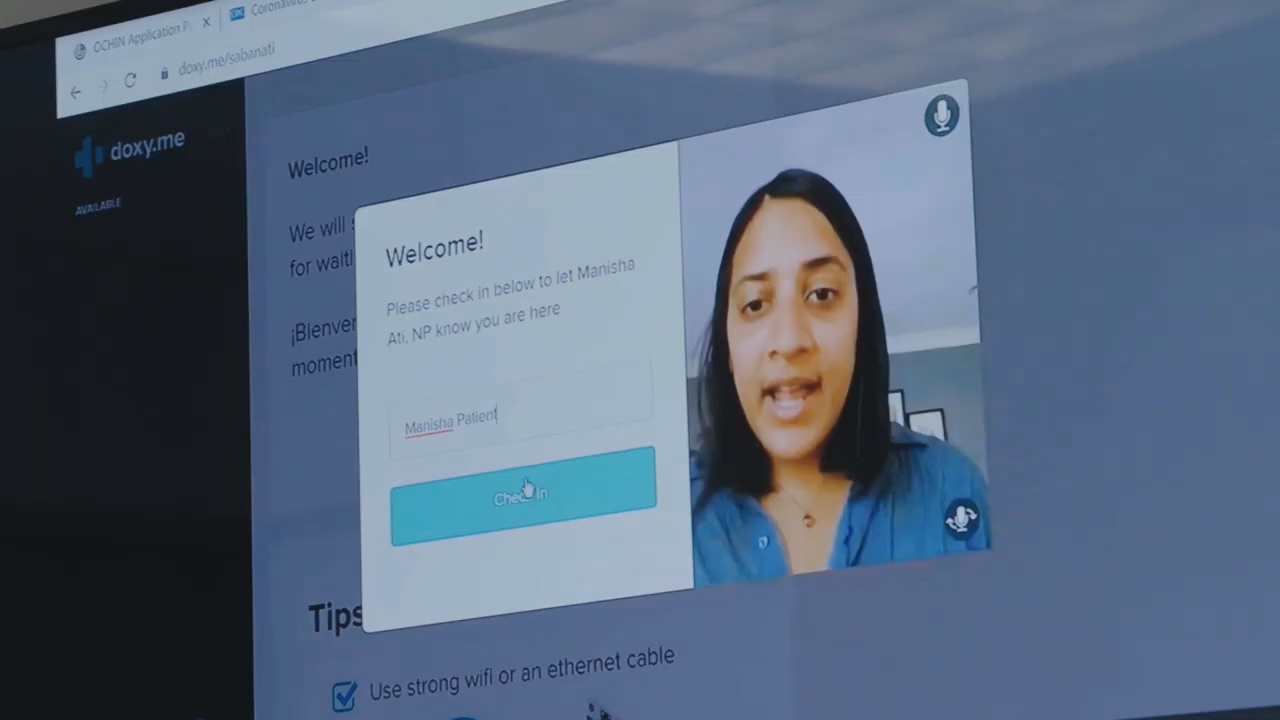 OCHIN Application P
Coronavirus
doxy.me/sabanati
doxy.me
AVAILABLE
Welcome!
We will
for waiti
¡Bienven
moment
Welcome!
Please check in below to let Manisha
Ati, NP know you are here
Manisha Patient
Check In
Tips
Use strong wifi or an ethernet cable